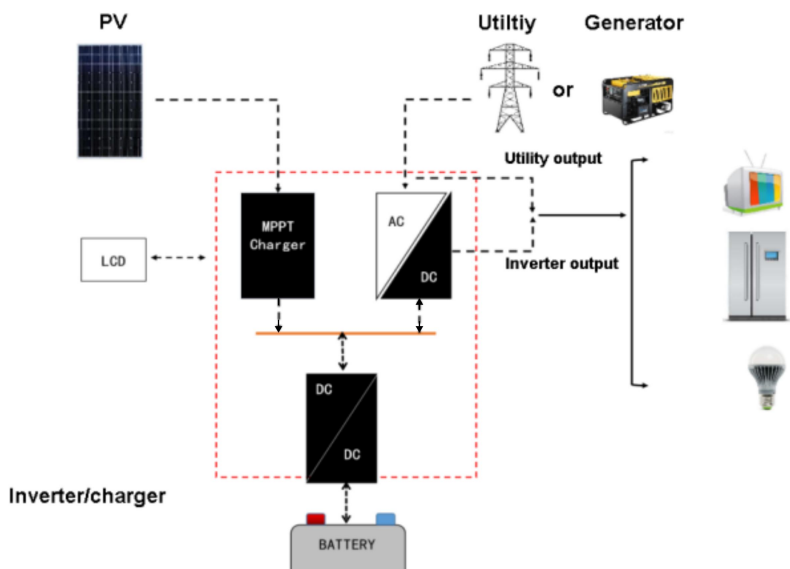 PV
Utiltiy
Generator
or
Utility output
MPPT
Charger
AC
DC
LCD
Inverter output
DC
DC
Inverter/charger
BATTERY